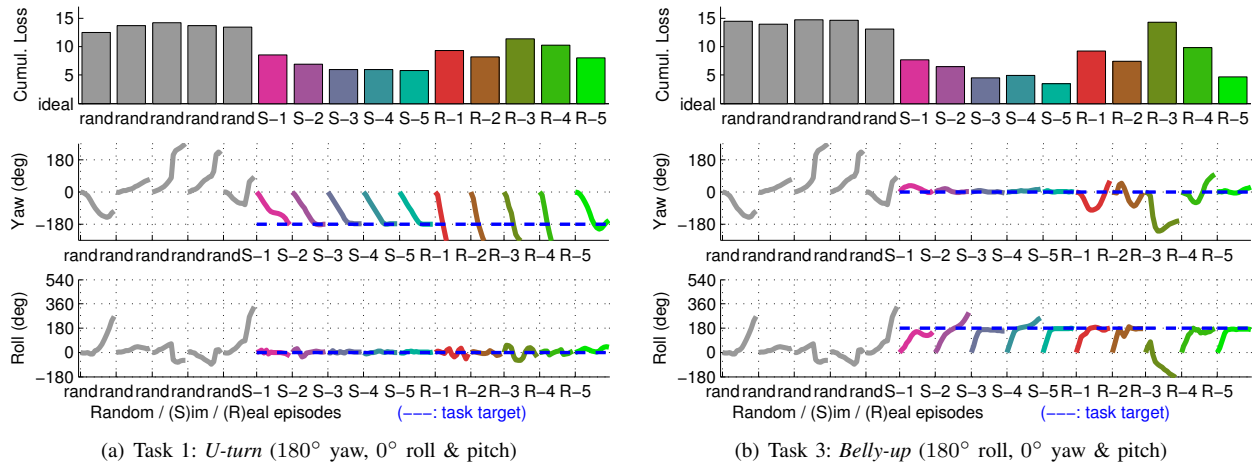 Cumul. Loss
15
10
5
ideal
rand rand rand rand rand S−1 S−2 S−3 S−4 S−5 R−1 R−2 R−3 R−4 R−5
Yaw (deg)
180
0
−180
rand rand rand rand rand S−1 S−2 S−3 S−4 S−5 R−1 R−2 R−3 R−4 R−5
Roll (deg)
540
360
180
0
−180
rand rand rand rand rand S−1 S−2 S−3 S−4 S−5 R−1 R−2 R−3 R−4 R−5
Random / (S)im / (R)eal episodes (−−−: task target)
(a) Task 1: U-turn (180° yaw, 0° roll & pitch)
Cumul. Loss
15
10
5
ideal
rand rand rand rand rand S−1 S−2 S−3 S−4 S−5 R−1 R−2 R−3 R−4 R−5
Yaw (deg)
180
0
−180
rand rand rand rand rand S−1 S−2 S−3 S−4 S−5 R−1 R−2 R−3 R−4 R−5
Roll (deg)
540
360
180
0
−180
rand rand rand rand rand S−1 S−2 S−3 S−4 S−5 R−1 R−2 R−3 R−4 R−5
Random / (S)im / (R)eal episodes (−−−: task target)
(b) Task 3: Belly-up (180° roll, 0° yaw & pitch)